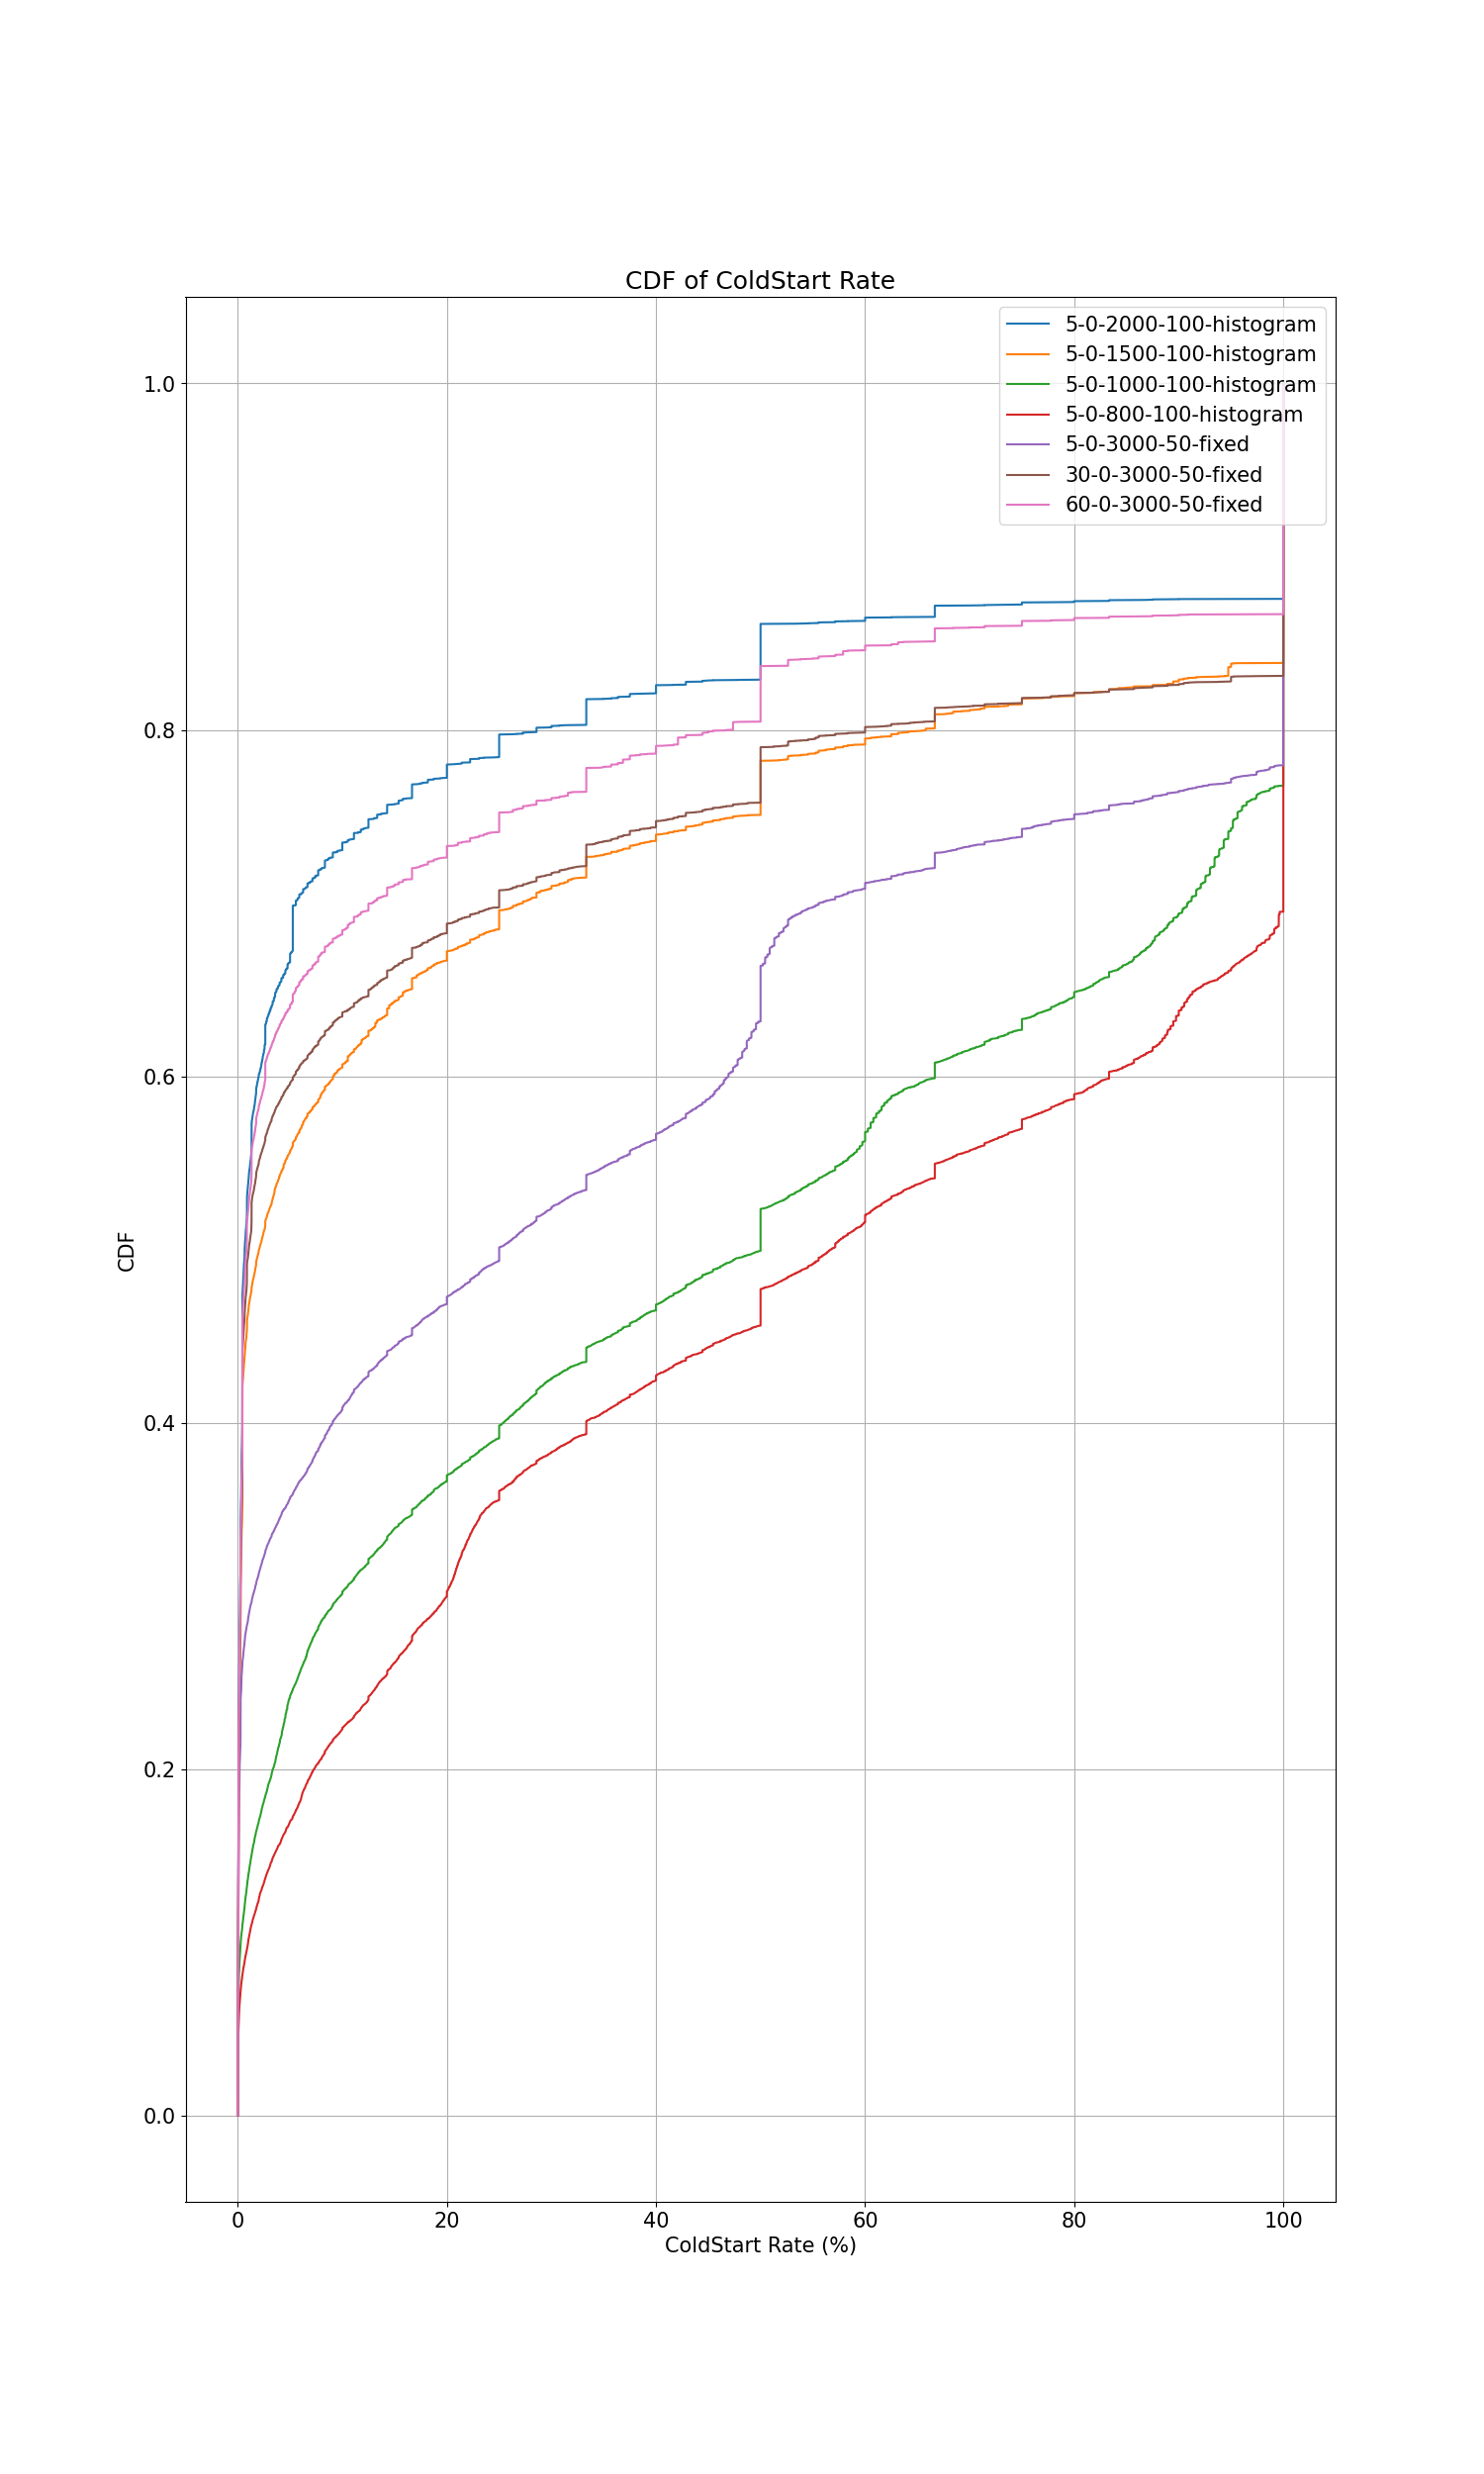 CDF of ColdStart Rate
5-0-2000-100-histogram
5-0-1500-100-histogram
5-0-1000-100-histogram
5-0-800-100-histogram
5-0-3000-50-fixed
30-0-3000-50-fixed
60-0-3000-50-fixed
1.0
0.8
0.6
CDF
0.4
0.2
0.0
0 20 40 60 80 100
ColdStart Rate (%)